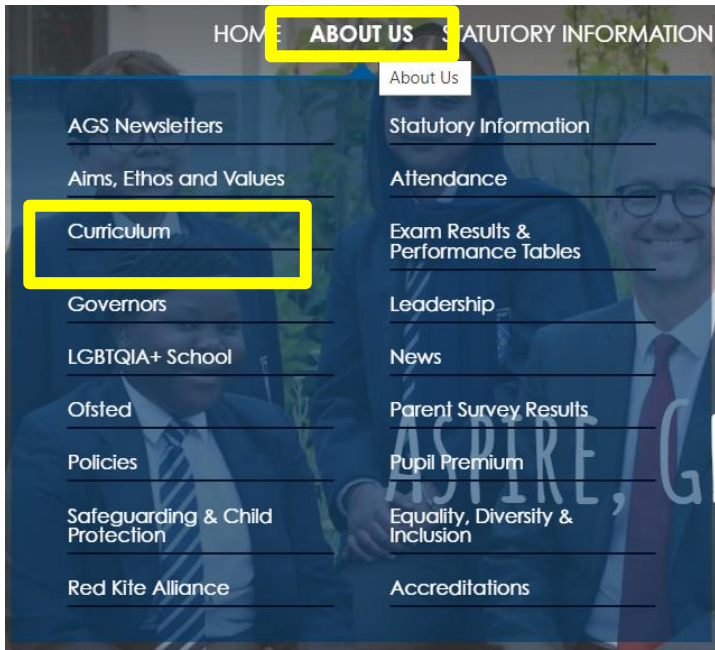 HOME ABOUT US STATUTORY INFORMATION
About Us
AGS Newsletters
Statutory Information
Aims, Ethos and Values
Attendance
Curriculum
Exam Results &
Performance Tables
Governors
Leadership
LGBTQIA+ School
News
Ofsted
Parent Survey Results
Policies
Pupil Premium
Safeguarding & Child
Protection
Equality, Diversity &
Inclusion
Red Kite Alliance
Accreditations
ASPIRE, G